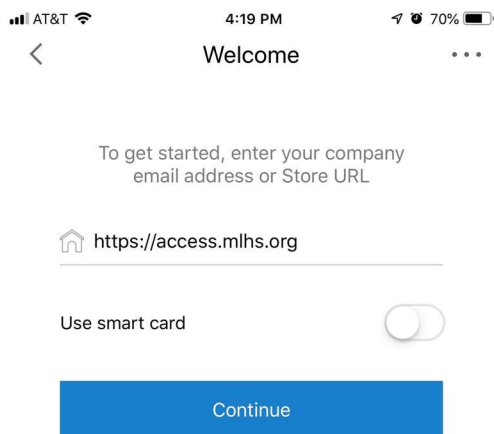 AT&T 4:19 PM 70%
Welcome
To get started, enter your company
email address or Store URL
https://access.mlhs.org
Use smart card
Continue